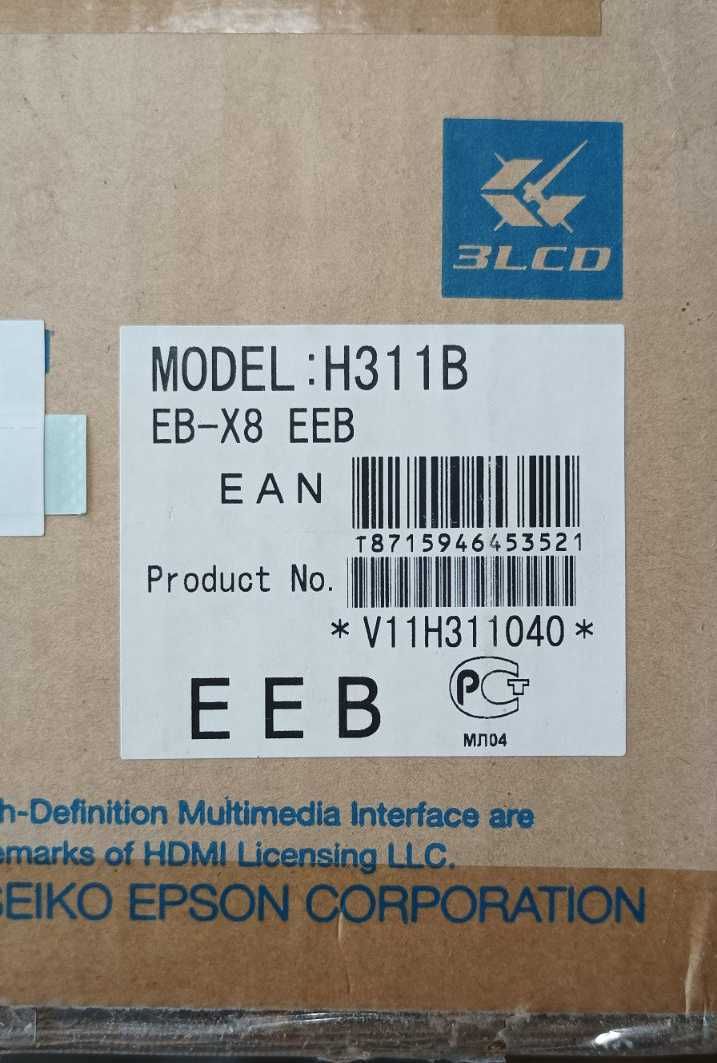 3LCD
MODEL:H311B
EB-X8 EEB
EAN
T8715946453521
Product No.
*V11H311040*
EEB
РСТ
МЛ04
h-Definition Multimedia Interface are
emarks of HDMI Licensing LLC.
SEIKO EPSON CORPORATION